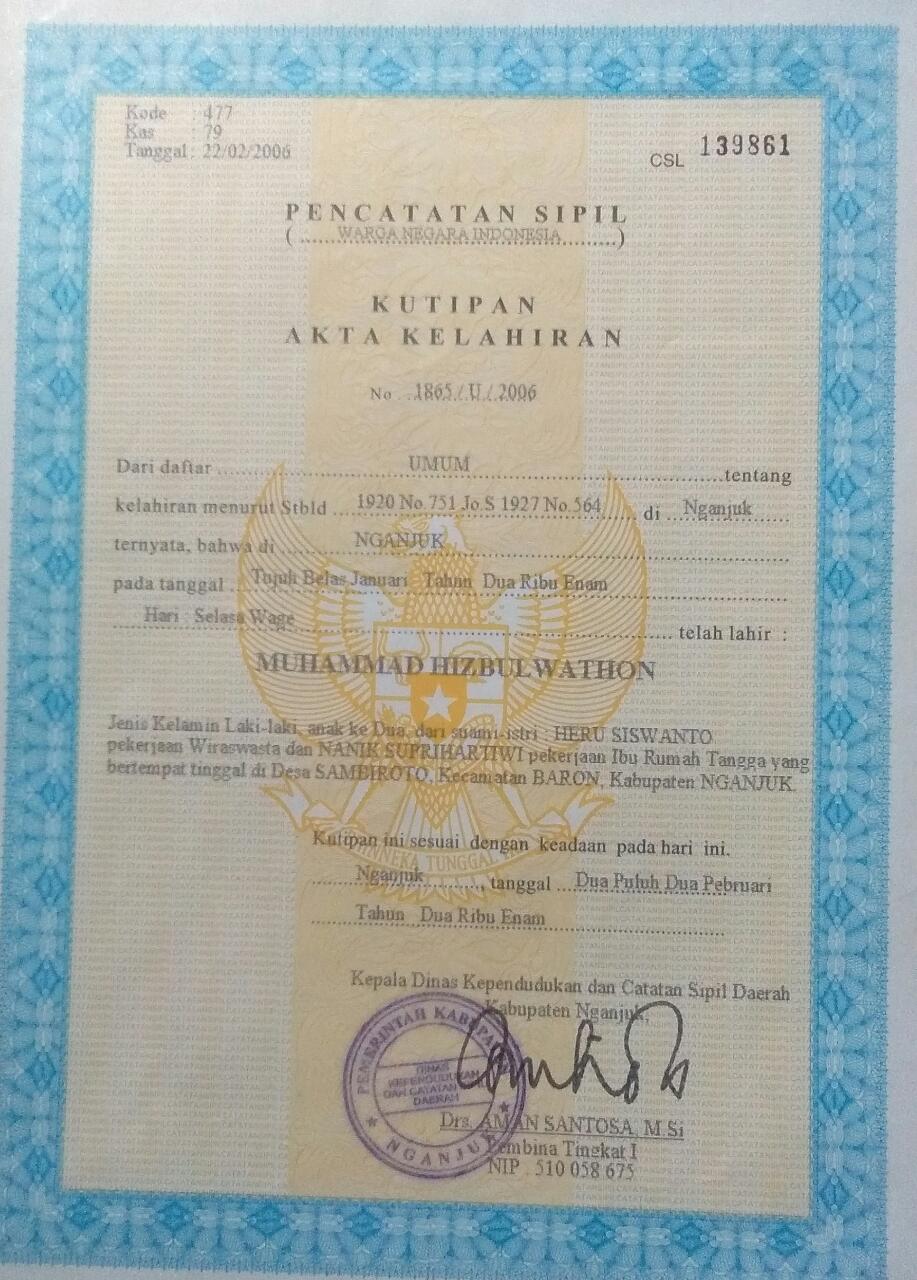 Kode : 477
Kas : 79
Tanggal : 22/02/2006
CSL 139861
PENCATATAN SIPIL
(......WARGA NEGARA INDONESIA........)
KUTIPAN
AKTA KELAHIRAN
No...1865./.II./.2006
Dari daftar UMUM tentang
kelahiran menurut Stbld 1920 No.751 Jo.S 1927 No.564 di Nganjuk
ternyata, bahwa di NGANJUK
pada tanggal Tujuh Belas Januari Tahun Dua Ribu Enam
Hari : Selasa Wage telah lahir :
MUHAMMAD HIZBULWATHON
Jenis Kelamin Laki-laki, anak ke Dua, dari suami-istri : HERU SISWANTO
pekerjaan Wiraswasta dan NANIK SUPRIHARTIWI pekerjaan Ibu Rumah Tangga yang
bertempat tinggal di Desa SAMBIROTO, Kecamatan BARON, Kabupaten NGANJUK.
Kutipan ini sesuai dengan keadaan pada hari ini.
Nganjuk, tanggal Dua Puluh Dua Pebruari
Tahun Dua Ribu Enam
Kepala Dinas Kependudukan dan Catatan Sipil Daerah
Kabupaten Nganjuk,
PEMERINTAH KABUPA
DINAS
KEPENDUDUKAN
DAN CATATAN
DAERAH
NGANJUK
Drs. AMAN SANTOSA, M.Si
Pembina Tingkat I
NIP . 510 058 675